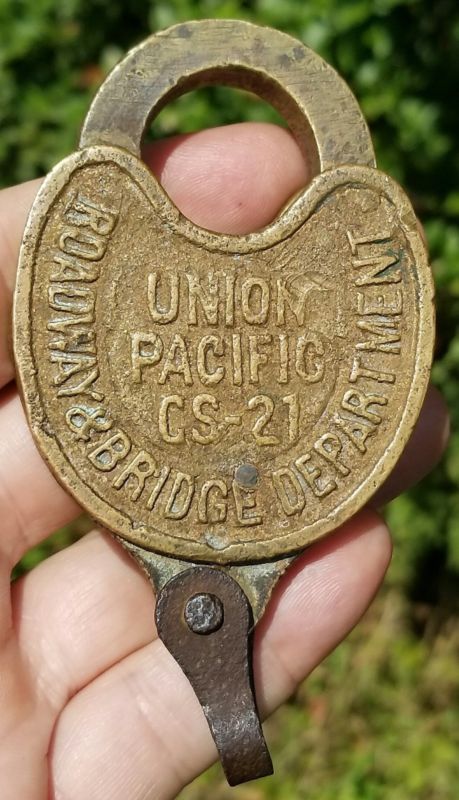 UNION
PACIFIC
CS-21
ROADWAY & BRIDGE DEPARTMENT